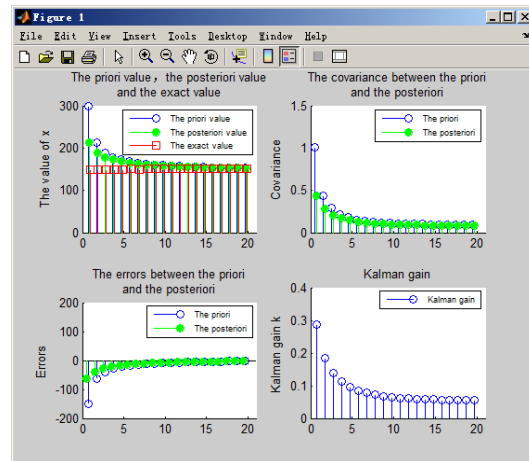 Figure 1
File Edit View Insert Tools Desktop Window Help
The priori value, the posteriori value
and the exact value
The value of x
300
200
100
0
0 5 10 15 20
The priori value
The posteriori value
The exact value
The covariance between the priori
and the posteriori
Covariance
1.5
1
0.5
0
0 5 10 15 20
The priori
The posteriori
The errors between the priori
and the posteriori
Errors
200
100
0
-100
-200
0 5 10 15 20
The priori
The posteriori
Kalman gain
Kalman gain k
0.4
0.3
0.2
0.1
0
0 5 10 15 20
Kalman gain